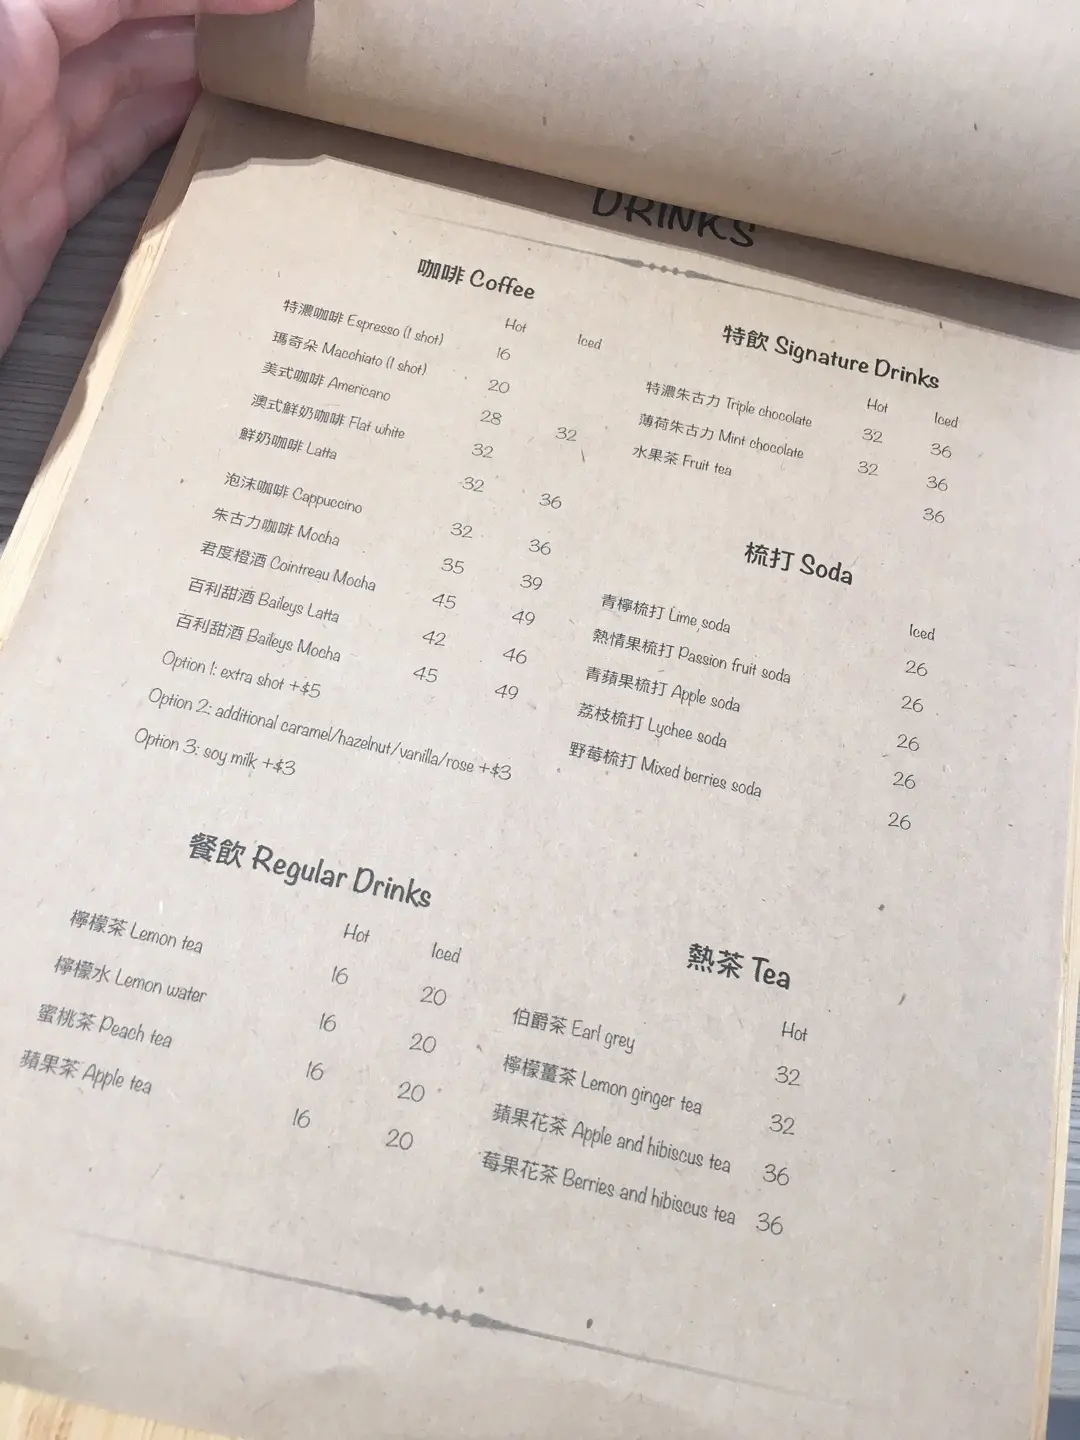 DRINKS
咖啡 Coffee
Hot Iced
特濃咖啡 Espresso (1 shot) 16
瑪奇朵 Macchiato (1 shot) 20
美式咖啡 Americano 28 32
澳式鮮奶咖啡 Flat white 32
鮮奶咖啡 Latta 32 36
泡沫咖啡 Cappuccino 32 36
朱古力咖啡 Mocha 35 39
君度橙酒 Cointreau Mocha 45 49
百利甜酒 Baileys Latta 42 46
百利甜酒 Baileys Mocha 45 49
Option 1: extra shot +$5
Option 2: additional caramel/hazelnut/vanilla/rose +$3
Option 3: soy milk +$3
特飲 Signature Drinks
Hot Iced
特濃朱古力 Triple chocolate 32 36
薄荷朱古力 Mint chocolate 32 36
水果茶 Fruit tea 36
梳打 Soda
Iced
青檸梳打 Lime soda 26
熱情果梳打 Passion fruit soda 26
青蘋果梳打 Apple soda 26
荔枝梳打 Lychee soda 26
野莓梳打 Mixed berries soda 26
餐飲 Regular Drinks
Hot Iced
檸檬茶 Lemon tea 16 20
檸檬水 Lemon water 16 20
蜜桃茶 Peach tea 16 20
蘋果茶 Apple tea 16 20
熱茶 Tea
Hot
伯爵茶 Earl grey 32
檸檬薑茶 Lemon ginger tea 32
蘋果花茶 Apple and hibiscus tea 36
莓果花茶 Berries and hibiscus tea 36